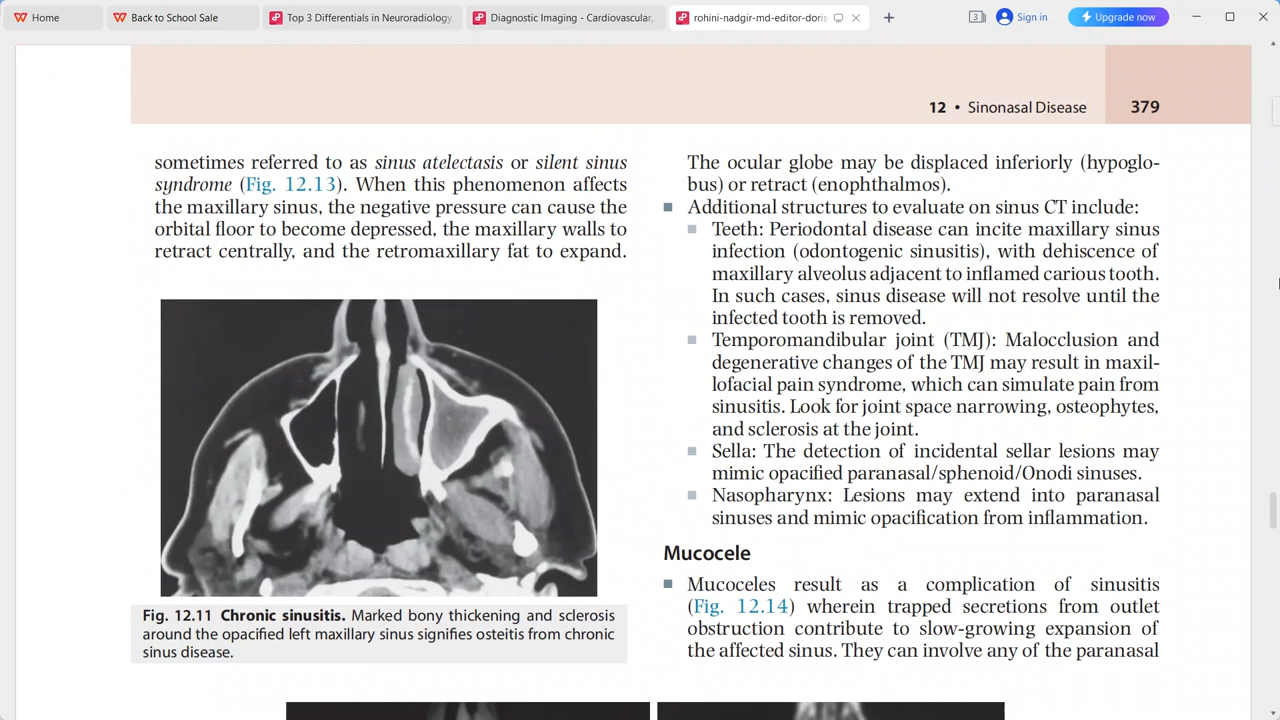 Home
Back to School Sale
Top 3 Differentials in Neuroradiology
Diagnostic Imaging - Cardiovascular,
rohini-nadgir-md-editor-doris
3
Sign in
Upgrade now
12 • Sinonasal Disease 379
sometimes referred to as sinus atelectasis or silent sinus
syndrome (Fig. 12.13). When this phenomenon affects
the maxillary sinus, the negative pressure can cause the
orbital floor to become depressed, the maxillary walls to
retract centrally, and the retromaxillary fat to expand.
Fig. 12.11 Chronic sinusitis. Marked bony thickening and sclerosis
around the opacified left maxillary sinus signifies osteitis from chronic
sinus disease.
The ocular globe may be displaced inferiorly (hypoglo-
bus) or retract (enophthalmos).
■ Additional structures to evaluate on sinus CT include:
■ Teeth: Periodontal disease can incite maxillary sinus
infection (odontogenic sinusitis), with dehiscence of
maxillary alveolus adjacent to inflamed carious tooth.
In such cases, sinus disease will not resolve until the
infected tooth is removed.
■ Temporomandibular joint (TMJ): Malocclusion and
degenerative changes of the TMJ may result in maxil-
lofacial pain syndrome, which can simulate pain from
sinusitis. Look for joint space narrowing, osteophytes,
and sclerosis at the joint.
■ Sella: The detection of incidental sellar lesions may
mimic opacified paranasal/sphenoid/Onodi sinuses.
■ Nasopharynx: Lesions may extend into paranasal
sinuses and mimic opacification from inflammation.
Mucocele
■ Mucoceles result as a complication of sinusitis
(Fig. 12.14) wherein trapped secretions from outlet
obstruction contribute to slow-growing expansion of
the affected sinus. They can involve any of the paranasal